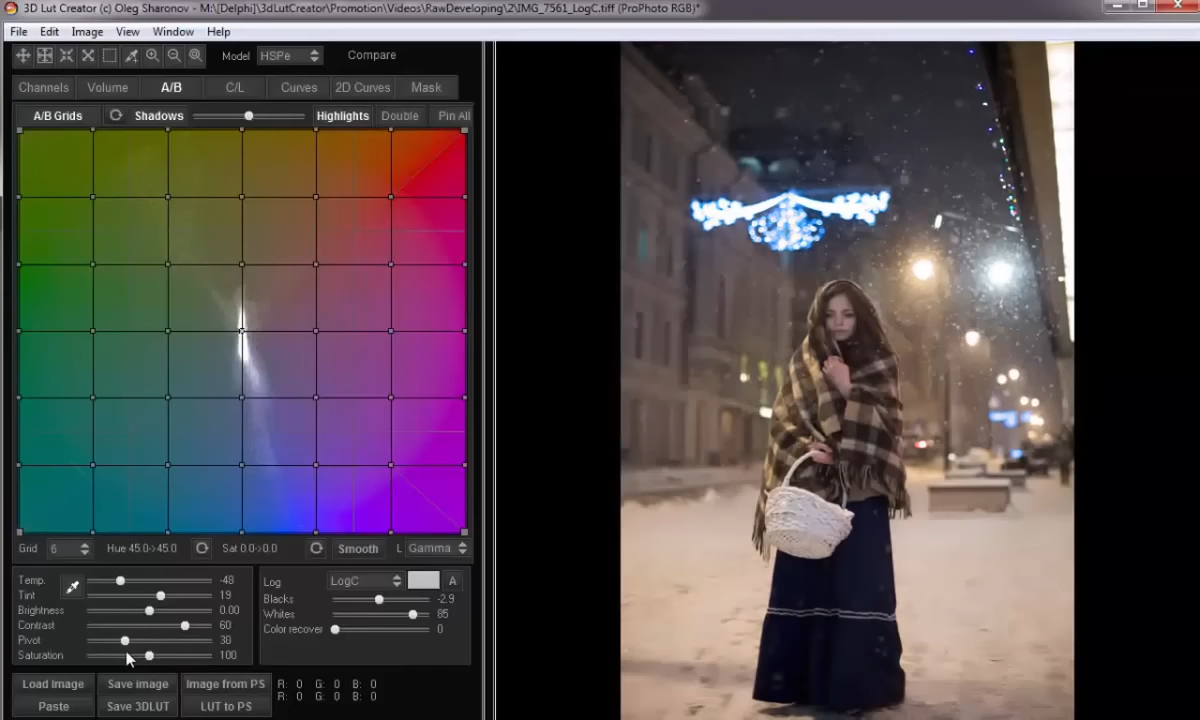 3D Lut Creator (c) Oleg Sharonov - M:\[Delphi]\3dLutCreator\Promotion\Videos\RawDeveloping\2\IMG_7561_LogC.tiff (ProPhoto RGB)*
File Edit Image View Window Help
Model HSPe Compare
Channels Volume A/B C/L Curves 2D Curves Mask
A/B Grids Shadows Highlights Double Pin All
Grid 6 Hue 45.0->45.0 Sat 0.0->0.0 Smooth L Gamma
Temp. -48
Tint 19
Brightness 0.00
Contrast 60
Pivot 30
Saturation 100
Log LogC A
Blacks -2.9
Whites 85
Color recover 0
Load Image Save image Image from PS R: 0 G: 0 B: 0
Paste Save 3DLUT LUT to PS R: 0 G: 0 B: 0